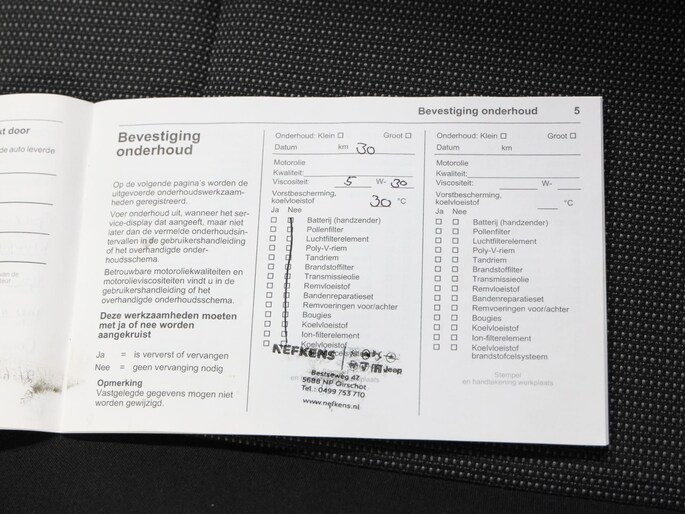 kt door
de auto leverde
Bevestiging onderhoud 5
Bevestiging
onderhoud
Op de volgende pagina's worden de
uitgevoerde onderhoudswerkzaam-
heden geregistreerd.
Voer onderhoud uit, wanneer het ser-
vice-display dat aangeeft, maar niet
later dan de vermelde onderhoudsin-
tervallen in de gebruikershandleiding
of het overhandigde onder-
houdsschema.
Betrouwbare motoroliekwaliteiten en
motorolieviscositeiten vindt u in de
gebruikershandleiding of het
overhandigde onderhoudsschema.
Deze werkzaamheden moeten
met ja of nee worden
aangekruist
Ja = is ververst of vervangen
Nee = geen vervanging nodig
Opmerking
Vastgelegde gegevens mogen niet
worden gewijzigd.
Onderhoud: Klein ☐ Groot ☐
Datum km 30
Motorolie
Kwaliteit:
Viscositeit: 5 W- 30
Vorstbescherming,
koelvloeistof 30 °C
Ja Nee
☐ ☐ Batterij (handzender)
☐ ☐ Pollenfilter
☐ ☐ Luchtfilterelement
☐ ☐ Poly-V-riem
☐ ☐ Tandriem
☐ ☐ Brandstoffilter
☐ ☐ Transmissieolie
☐ ☐ Remvloeistof
☐ ☐ Bandenreparatieset
☐ ☐ Remvoeringen voor/achter
☐ ☐ Bougies
☐ ☐ Koelvloeistof
☐ ☐ Ion-filterelement
☐ ☐ Koelvloeistof
NEFKENS Jeep
Bestseweg 47
5688 NP Oirschot
Tel.: 0499 753 710
www.nefkens.nl
Onderhoud: Klein ☐ Groot ☐
Datum km
Motorolie
Kwaliteit:
Viscositeit: W-
Vorstbescherming,
koelvloeistof °C
Ja Nee
☐ ☐ Batterij (handzender)
☐ ☐ Pollenfilter
☐ ☐ Luchtfilterelement
☐ ☐ Poly-V-riem
☐ ☐ Tandriem
☐ ☐ Brandstoffilter
☐ ☐ Transmissieolie
☐ ☐ Remvloeistof
☐ ☐ Bandenreparatieset
☐ ☐ Remvoeringen voor/achter
☐ ☐ Bougies
☐ ☐ Koelvloeistof
☐ ☐ Ion-filterelement
☐ ☐ Koelvloeistof
brandstofcelsysteem
Stempel
en handtekening werkplaats